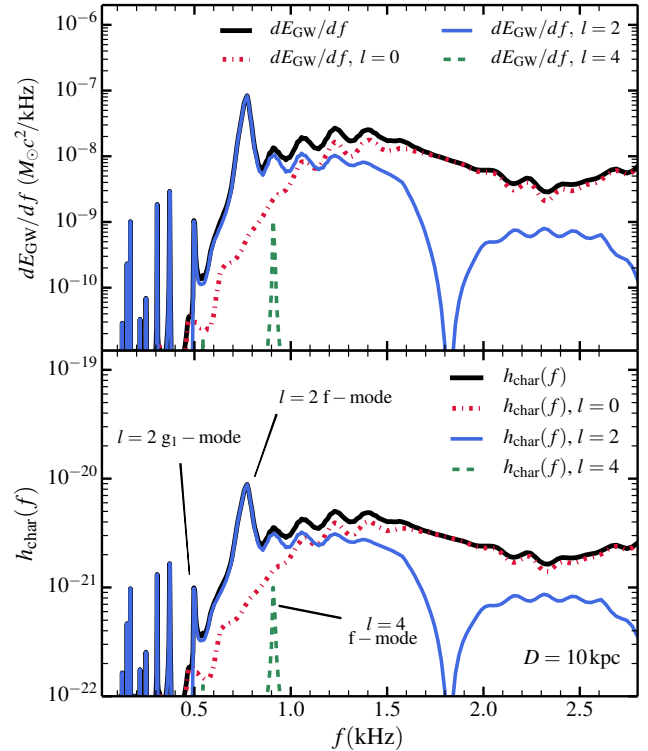 10⁻⁶
10⁻⁷
10⁻⁸
10⁻⁹
10⁻¹⁰
dE_GW/df (M_⊙c²/kHz)
dE_GW/df
dE_GW/df, l = 0
dE_GW/df, l = 2
dE_GW/df, l = 4
10⁻¹⁹
10⁻²⁰
10⁻²¹
10⁻²²
h_char(f)
h_char(f)
h_char(f), l = 0
h_char(f), l = 2
h_char(f), l = 4
l = 2 f − mode
l = 2 g₁ − mode
l = 4
f − mode
D = 10 kpc
0.5 1.0 1.5 2.0 2.5
f(kHz)